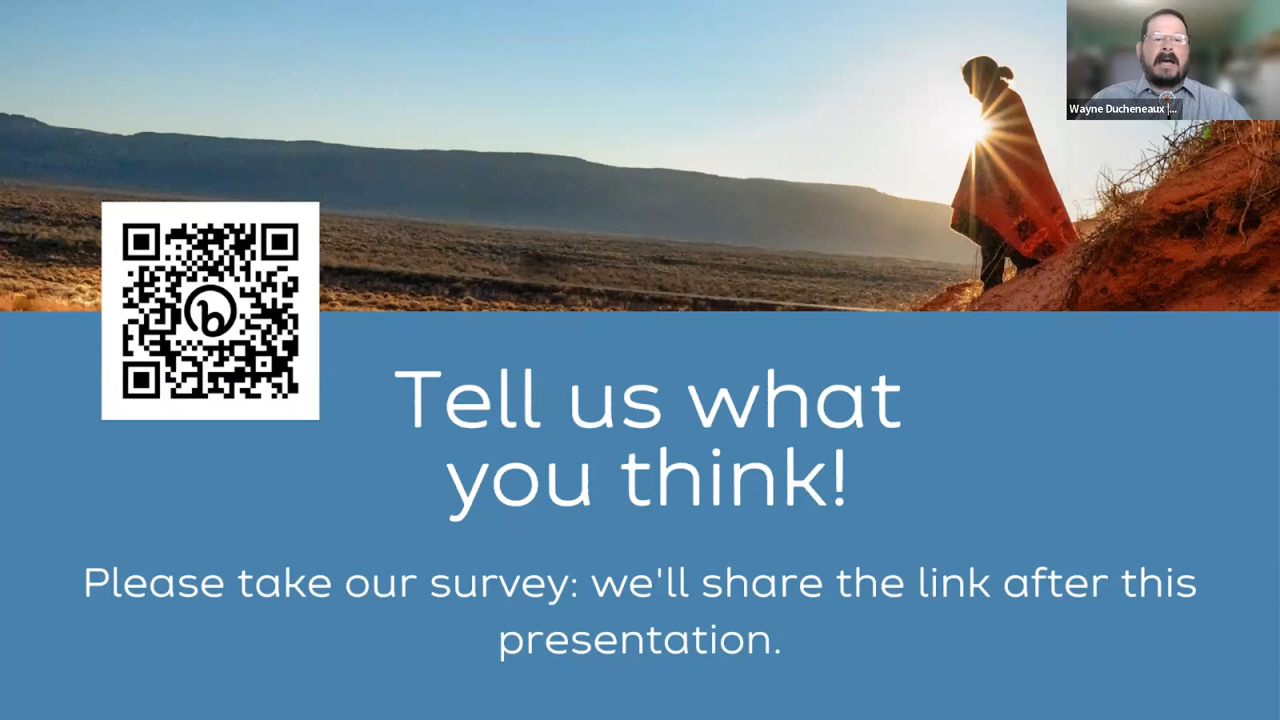 Wayne Ducheneaux |...
Tell us what
you think!
Please take our survey: we'll share the link after this
presentation.